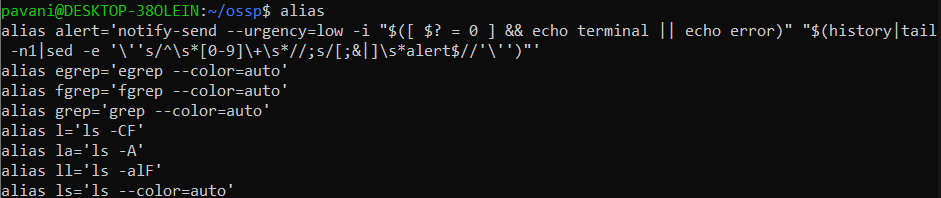 pavani@DESKTOP-38OLEIN:~/ossp$ alias
alias alert='notify-send --urgency=low -i "$([ $? = 0 ] && echo terminal || echo error)" "$(history|tail
 -n1|sed -e '\''s/^\s*[0-9]\+\s*//;s/[;&|]\s*alert$//'\'')"'
alias egrep='egrep --color=auto'
alias fgrep='fgrep --color=auto'
alias grep='grep --color=auto'
alias l='ls -CF'
alias la='ls -A'
alias ll='ls -alF'
alias ls='ls --color=auto'